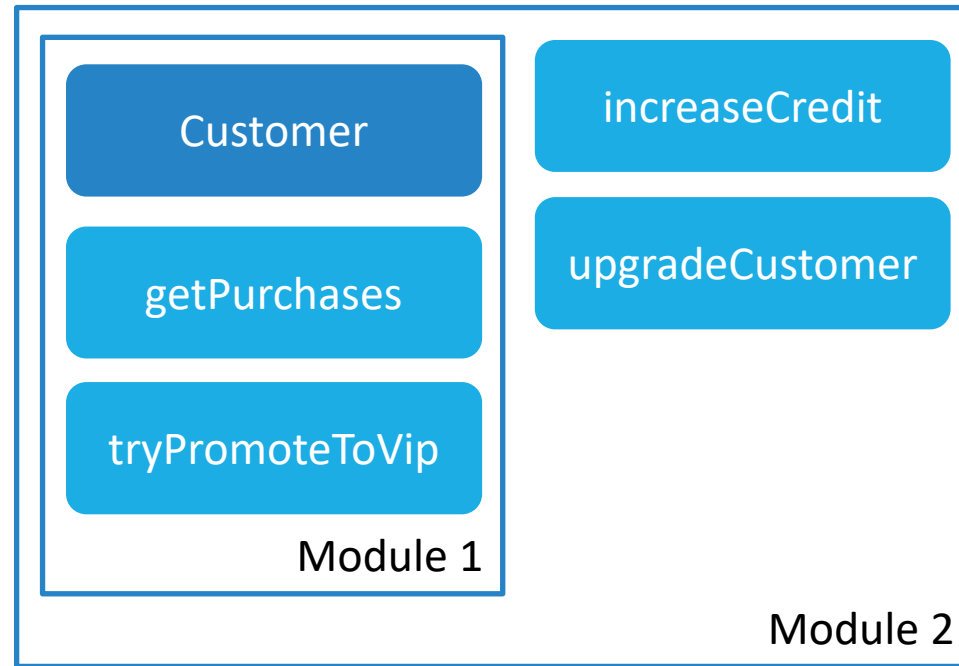 Customer
getPurchases
tryPromoteToVip
Module 1
increaseCredit
upgradeCustomer
Module 2